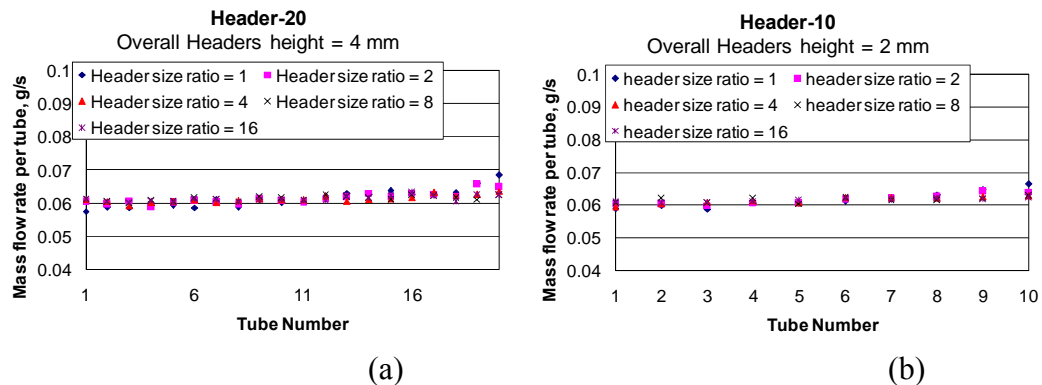 Header-20
Overall Headers height = 4 mm
0.1
0.09
0.08
0.07
0.06
0.05
0.04
Mass flow rate per tube, g/s
Header size ratio = 1
Header size ratio = 2
Header size ratio = 4
Header size ratio = 8
Header size ratio = 16
1 6 11 16
Tube Number
(a)
Header-10
Overall Headers height = 2 mm
0.1
0.09
0.08
0.07
0.06
0.05
0.04
Mass flow rate per tube, g/s
header size ratio = 1
header size ratio = 2
header size ratio = 4
header size ratio = 8
header size ratio = 16
1 2 3 4 5 6 7 8 9 10
Tube Number
(b)